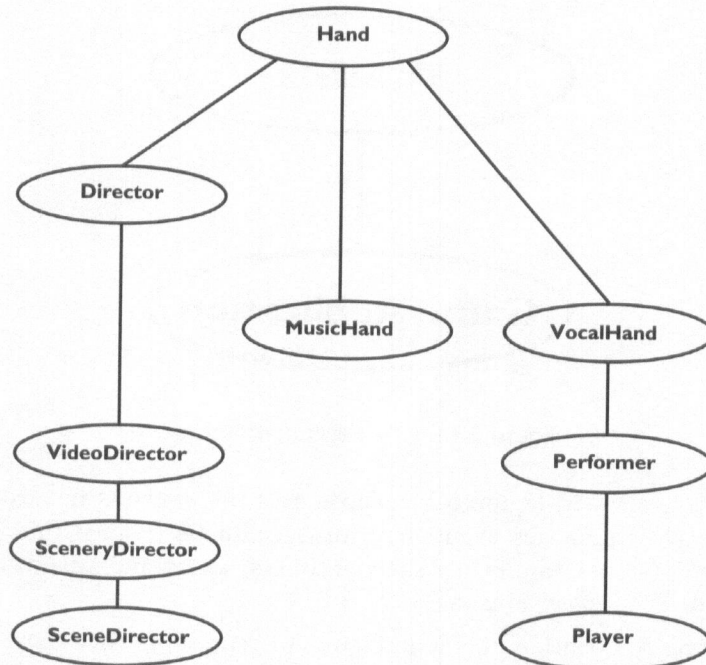 Hand
Director
MusicHand
VocalHand
VideoDirector
Performer
SceneryDirector
SceneDirector
Player